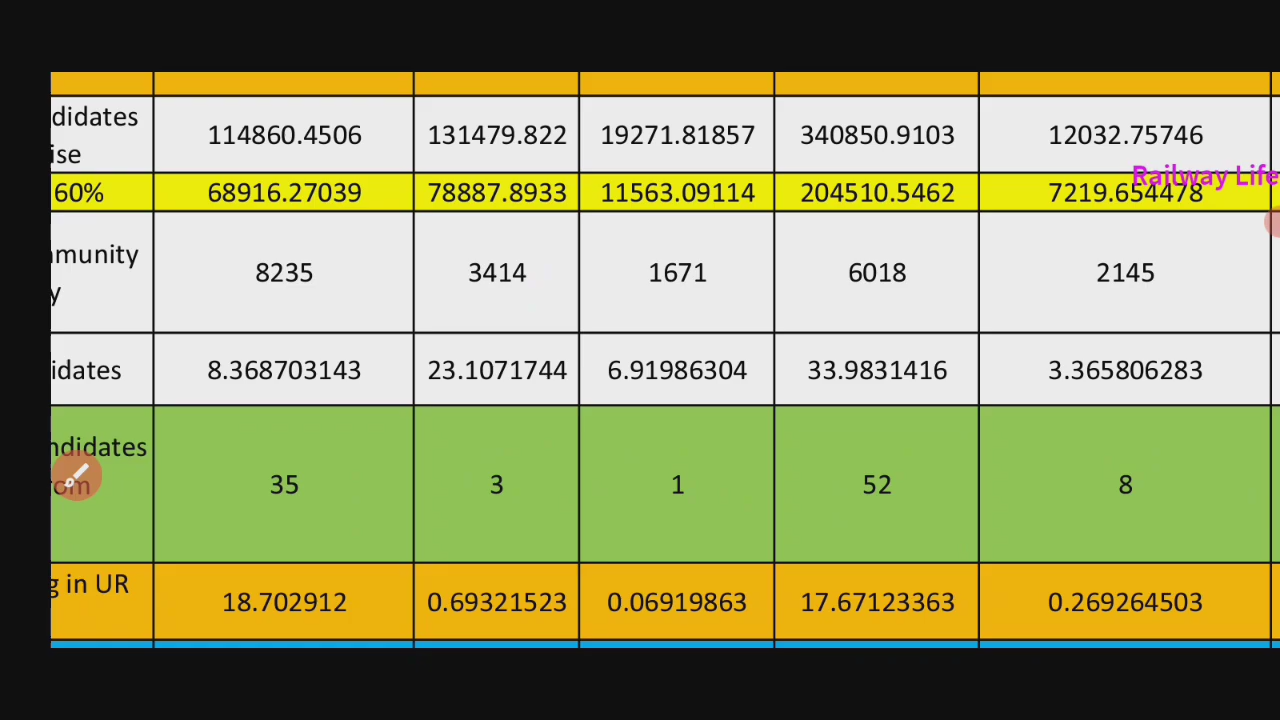 didates
ise
114860.4506 131479.822 19271.81857 340850.9103 12032.75746
Railway Life
60% 68916.27039 78887.8933 11563.09114 204510.5462 7219.654478
mmunity
y
8235 3414 1671 6018 2145
idates 8.368703143 23.1071744 6.91986304 33.9831416 3.365806283
ndidates
rom
35 3 1 52 8
g in UR
18.702912 0.69321523 0.06919863 17.67123363 0.269264503